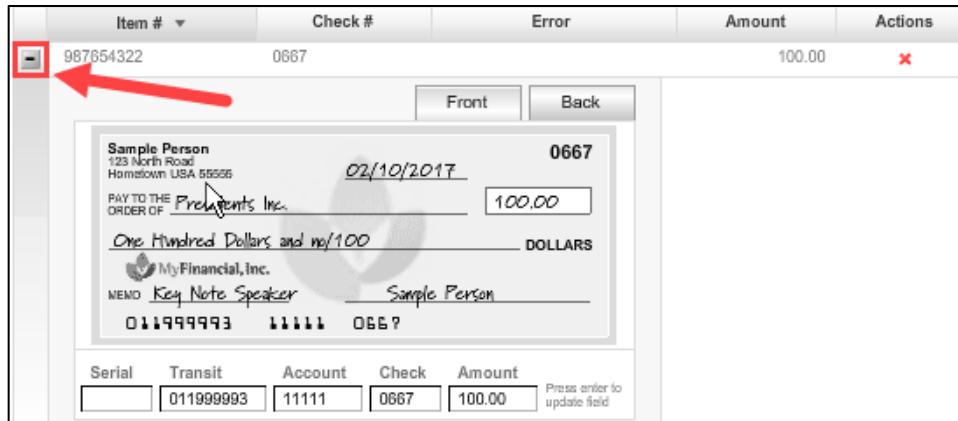 Item # Check # Error Amount Actions
987654322 0667 100.00
Front Back
Sample Person 0667
123 North Road
Hometown USA 55555
02/10/2017
PAY TO THE
ORDER OF Inc. 100.00
One Hundred Dollars and no/100 DOLLARS
MyFinancial, Inc.
MEMO Key Note Speaker Sample Person
011999993 11111 0667
Serial Transit Account Check Amount
011999993 11111 0667 100.00
Press enter to
update field